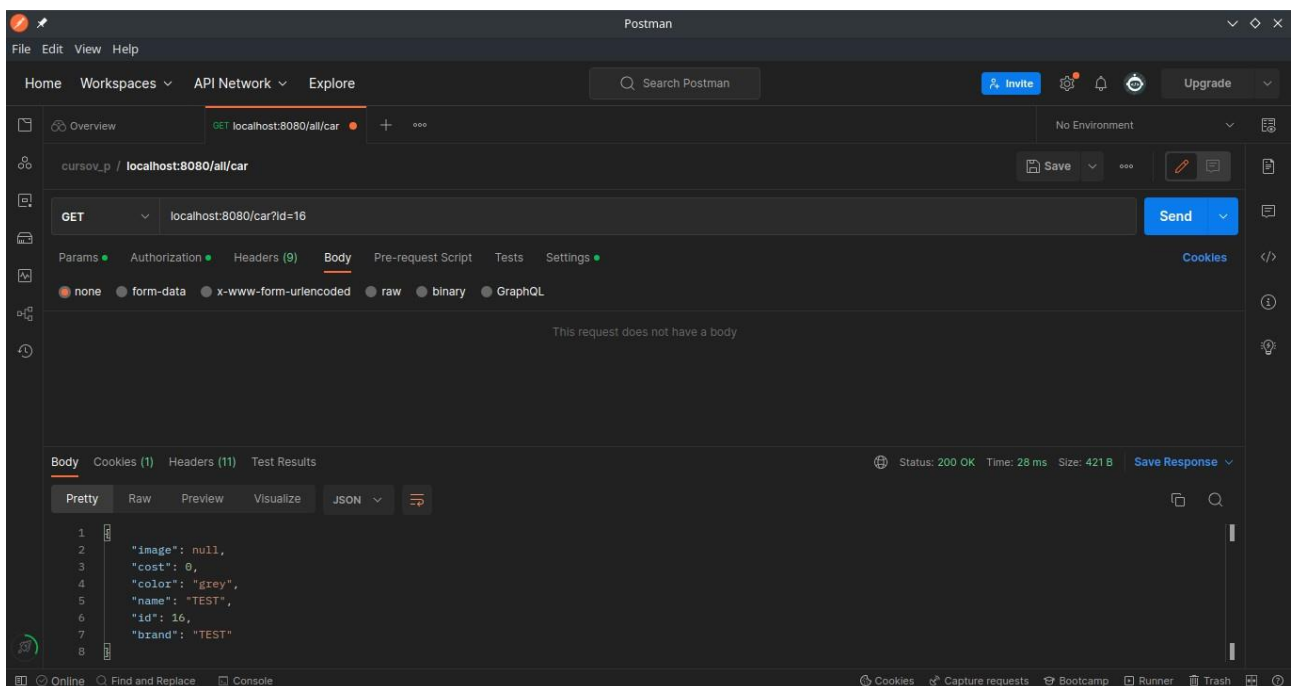 Postman
File Edit View Help
Home Workspaces API Network Explore Search Postman Invite Upgrade
Overview GET localhost:8080/all/car No Environment
cursov_p / localhost:8080/all/car Save
GET localhost:8080/car?id=16 Send
Params Authorization Headers (9) Body Pre-request Script Tests Settings Cookies
none form-data x-www-form-urlencoded raw binary GraphQL
This request does not have a body
Body Cookies (1) Headers (11) Test Results Status: 200 OK Time: 28 ms Size: 421 B Save Response
Pretty Raw Preview Visualize JSON
1 {
2 "image": null,
3 "cost": 0,
4 "color": "grey",
5 "name": "TEST",
6 "id": 16,
7 "brand": "TEST"
8 }
Online Find and Replace Console Cookies Capture requests Bootcamp Runner Trash